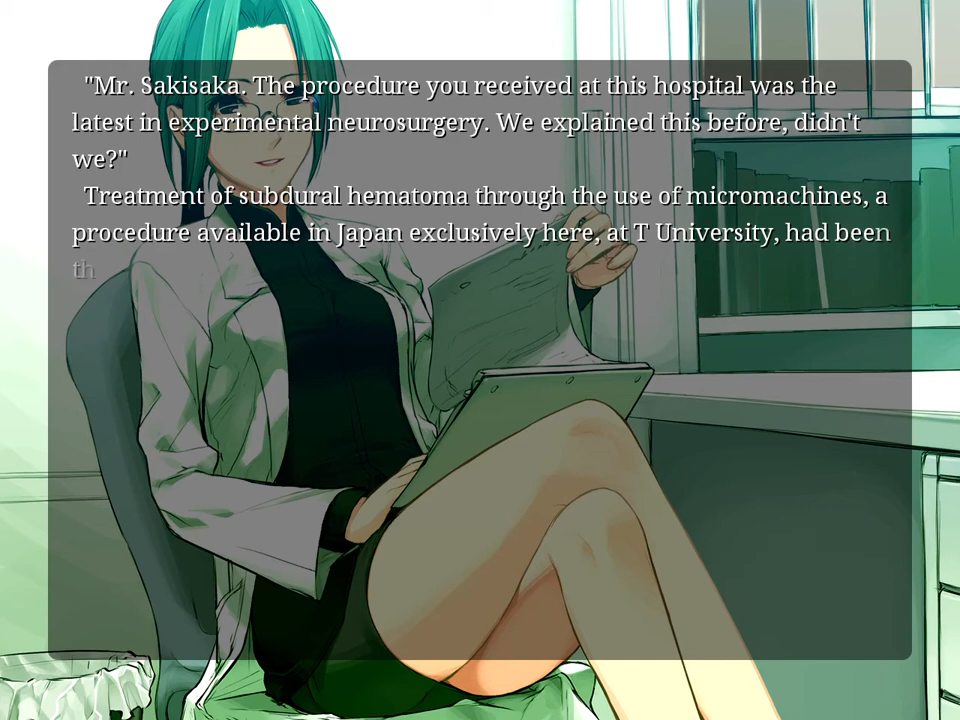 "Mr. Sakisaka. The procedure you received at this hospital was the
latest in experimental neurosurgery. We explained this before, didn't
we?"
Treatment of subdural hematoma through the use of micromachines, a
procedure available in Japan exclusively here, at T University, had been
th